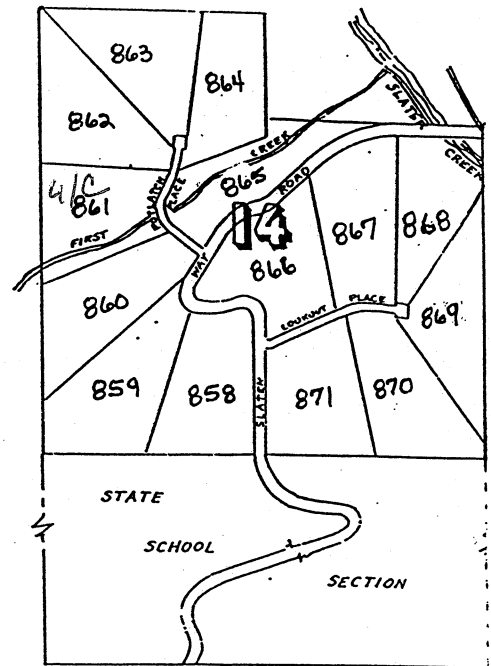 863
864
862
SLATER
CREEK
CREEK
PLACE
865
4/C
861
ROAD
FIRST
14
867
868
WAY
866
860
LOOKOUT PLACE
869
859
858
SLATER
871
870
STATE
SCHOOL
SECTION